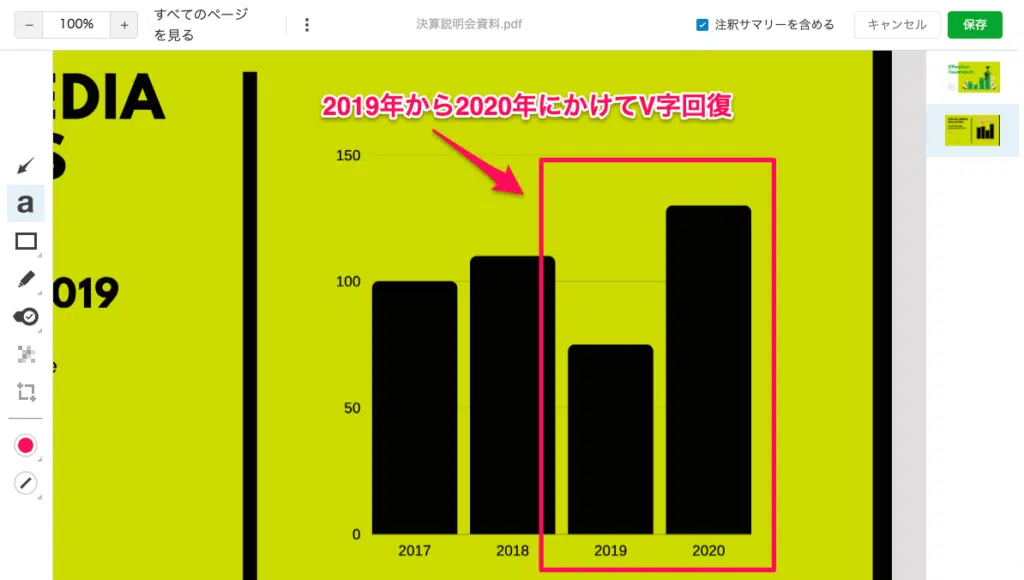 − 100% +
すべてのページ
を見る
決算説明会資料.pdf
注釈サマリーを含める
キャンセル
保存
EDIA
S
2019年から2020年にかけてV字回復
a
019
e
150
100
50
0
2017 2018 2019 2020